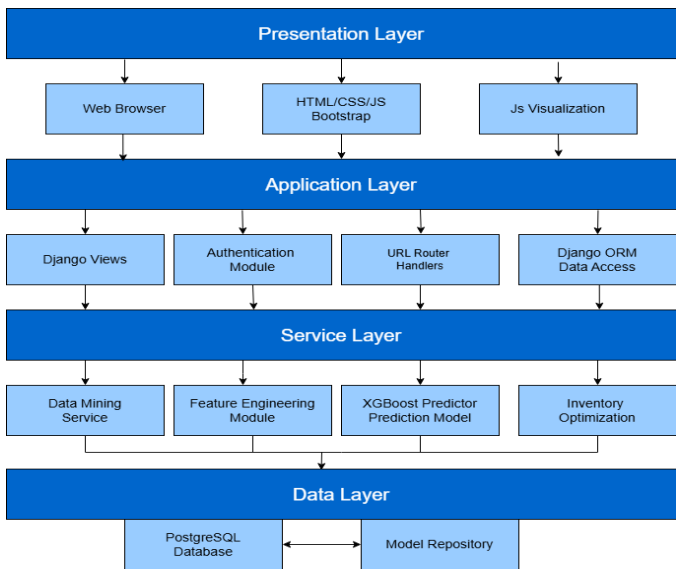 Presentation Layer
Web Browser
HTML/CSS/JS
Bootstrap
Js Visualization
Application Layer
Django Views
Authentication
Module
URL Router
Handlers
Django ORM
Data Access
Service Layer
Data Mining
Service
Feature Engineering
Module
XGBoost Predictor
Prediction Model
Inventory
Optimization
Data Layer
PostgreSQL
Database
Model Repository